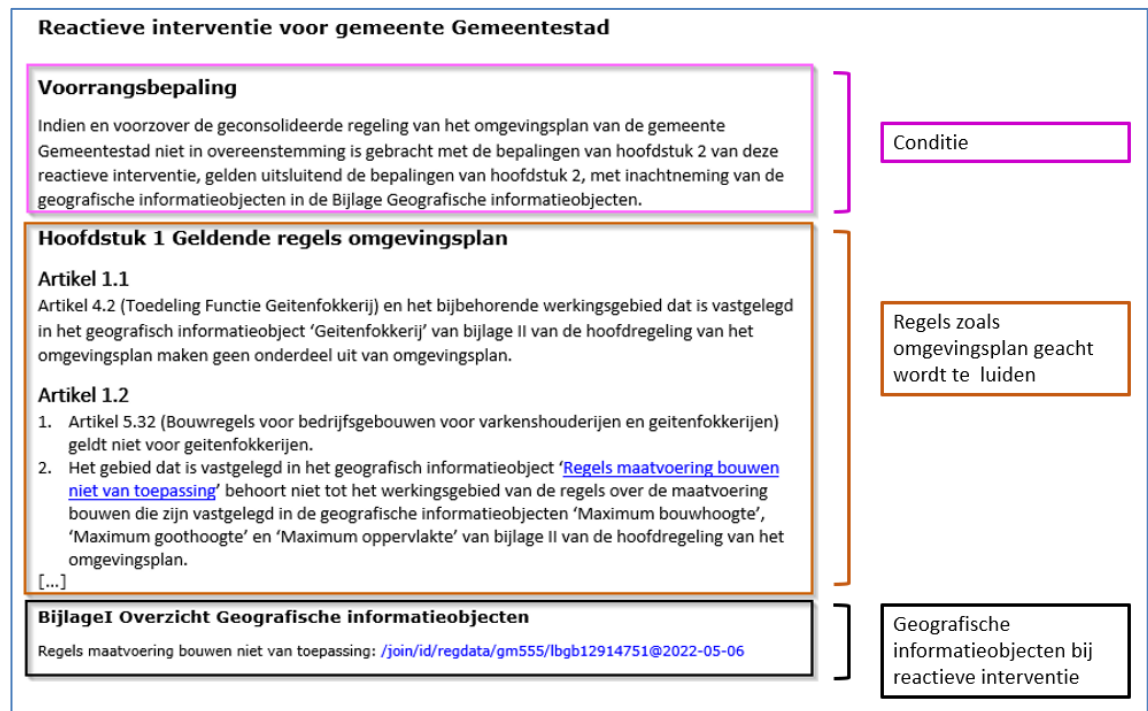 Reactieve interventie voor gemeente Gemeentestad
Voorrangsbepaling
Indien en voorzover de geconsolideerde regeling van het omgevingsplan van de gemeente
Gemeentestad niet in overeenstemming is gebracht met de bepalingen van hoofdstuk 2 van deze
reactieve interventie, gelden uitsluitend de bepalingen van hoofdstuk 2, met inachtneming van de
geografische informatieobjecten in de Bijlage Geografische informatieobjecten.
Conditie
Hoofdstuk 1 Geldende regels omgevingsplan
Artikel 1.1
Artikel 4.2 (Toedeling Functie Geitenfokkerij) en het bijbehorende werkingsgebied dat is vastgelegd
in het geografisch informatieobject ‘Geitenfokkerij’ van bijlage II van de hoofdregeling van het
omgevingsplan maken geen onderdeel uit van omgevingsplan.
Artikel 1.2
1. Artikel 5.32 (Bouwregels voor bedrijfsgebouwen voor varkenshouderijen en geitenfokkerijen)
geldt niet voor geitenfokkerijen.
2. Het gebied dat is vastgelegd in het geografisch informatieobject ‘Regels maatvoering bouwen
niet van toepassing’ behoort niet tot het werkingsgebied van de regels over de maatvoering
bouwen die zijn vastgelegd in de geografische informatieobjecten ‘Maximum bouwhoogte’,
‘Maximum goothoogte’ en ‘Maximum oppervlakte’ van bijlage II van de hoofdregeling van het
omgevingsplan.
[...]
Regels zoals
omgevingsplan geacht
wordt te luiden
BijlageI Overzicht Geografische informatieobjecten
Regels maatvoering bouwen niet van toepassing: /join/id/regdata/gm555/lbgb12914751@2022-05-06
Geografische
informatieobjecten bij
reactieve interventie